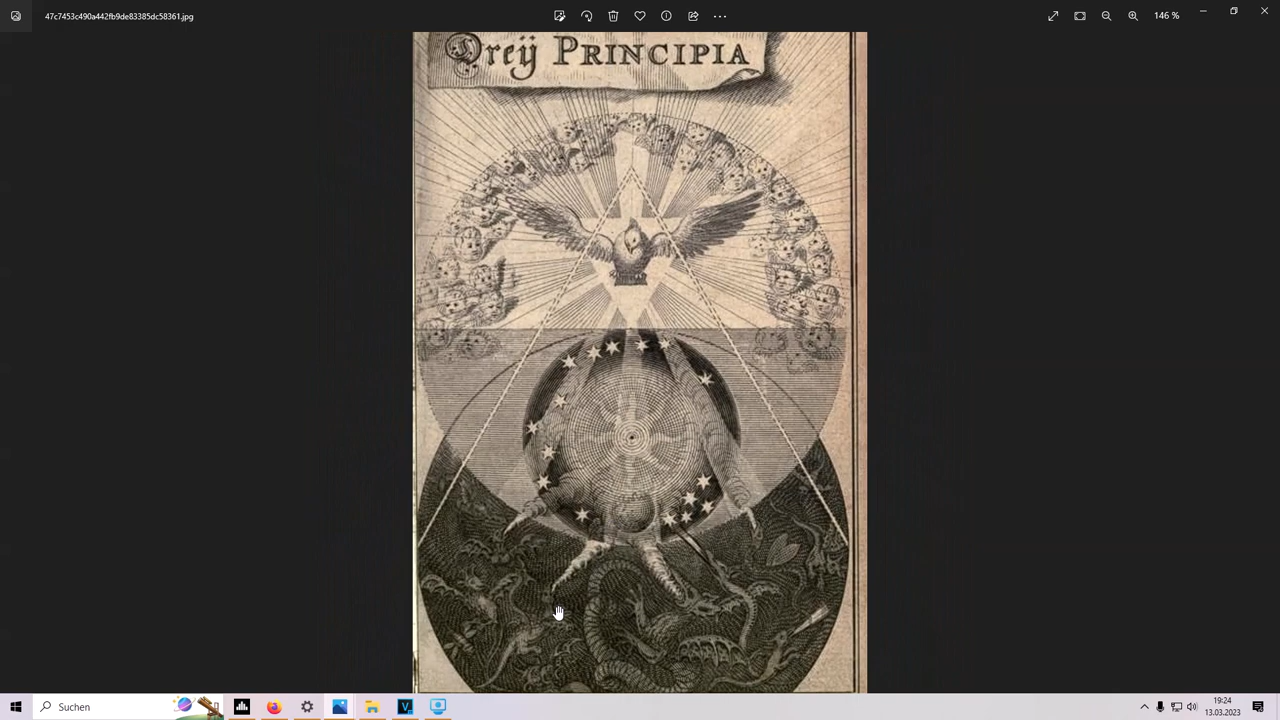 47c7453c490a442fb9de83385dc58361.jpg
146 %
Dreÿ PRINCIPIA
Suchen
19:24
13.03.2023